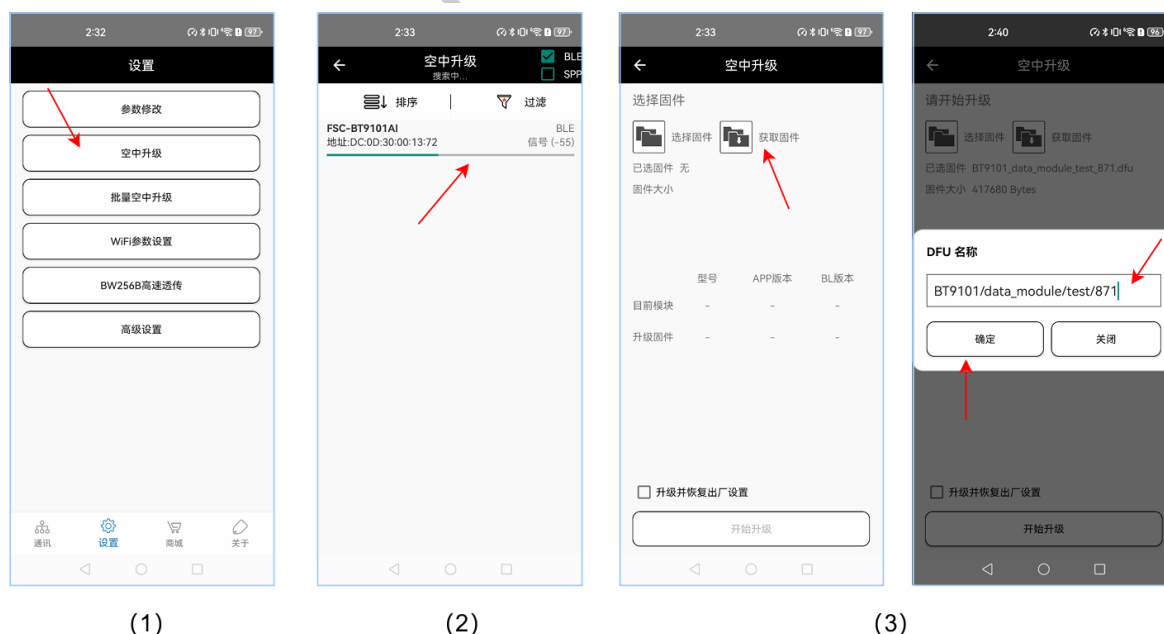 2:32
97
设置
参数修改
空中升级
批量空中升级
WiFi参数设置
BW256B高速透传
高级设置
通讯
设置
商城
关于
(1)
2:33
97
空中升级
搜索中...
BLE
SPP
排序
过滤
FSC-BT9101AI
BLE
地址:DC:0D:30:00:13:72
信号 (-55)
(2)
2:33
97
空中升级
选择固件
选择固件
获取固件
已选固件 无
固件大小
型号 APP版本 BL版本
目前模块 - - -
升级固件 - - -
升级并恢复出厂设置
开始升级
2:40
96
空中升级
请开始升级
选择固件
获取固件
已选固件 BT9101_data_module_test_871.dfu
固件大小 417680 Bytes
DFU 名称
BT9101/data_module/test/871
确定
关闭
升级并恢复出厂设置
开始升级
(3)